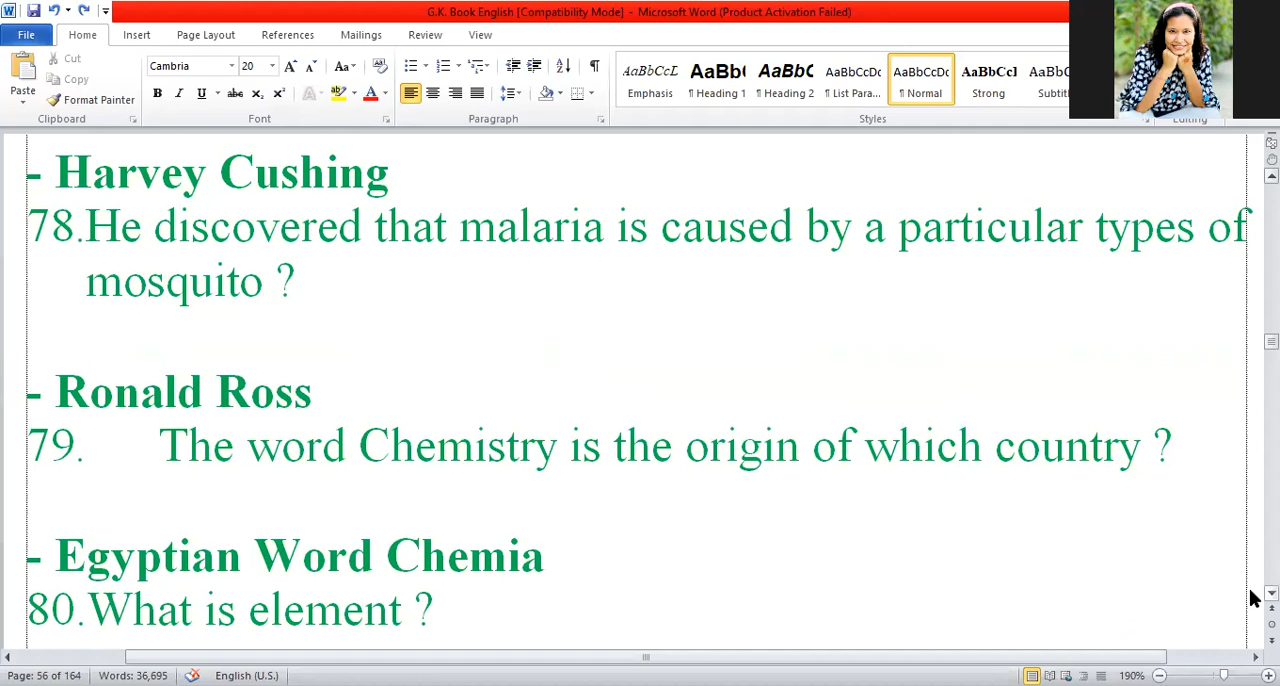 G.K. Book English [Compatibility Mode] - Microsoft Word (Product Activation Failed)
File Home Insert Page Layout References Mailings Review View
Paste
Cut
Copy
Format Painter
Cambria 20
AaBbCcL AaBbC AaBbC AaBbCcDc AaBbCcDc AaBbCcI AaBb
Emphasis ¶ Heading 1 ¶ Heading 2 ¶ List Para... ¶ Normal Strong Subtit
Clipboard Font Paragraph Styles Editing
- Harvey Cushing
78.He discovered that malaria is caused by a particular types of
mosquito ?
- Ronald Ross
79. The word Chemistry is the origin of which country ?
- Egyptian Word Chemia
80.What is element ?
Page: 56 of 164 Words: 36,695 English (U.S.) 190%